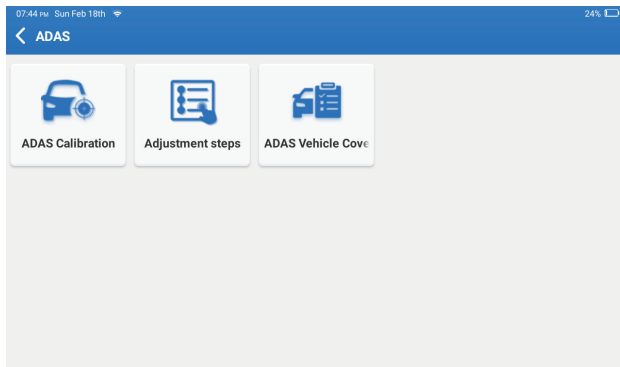 07:44 PM Sun Feb 18th
24%
ADAS
ADAS Calibration
Adjustment steps
ADAS Vehicle Cove